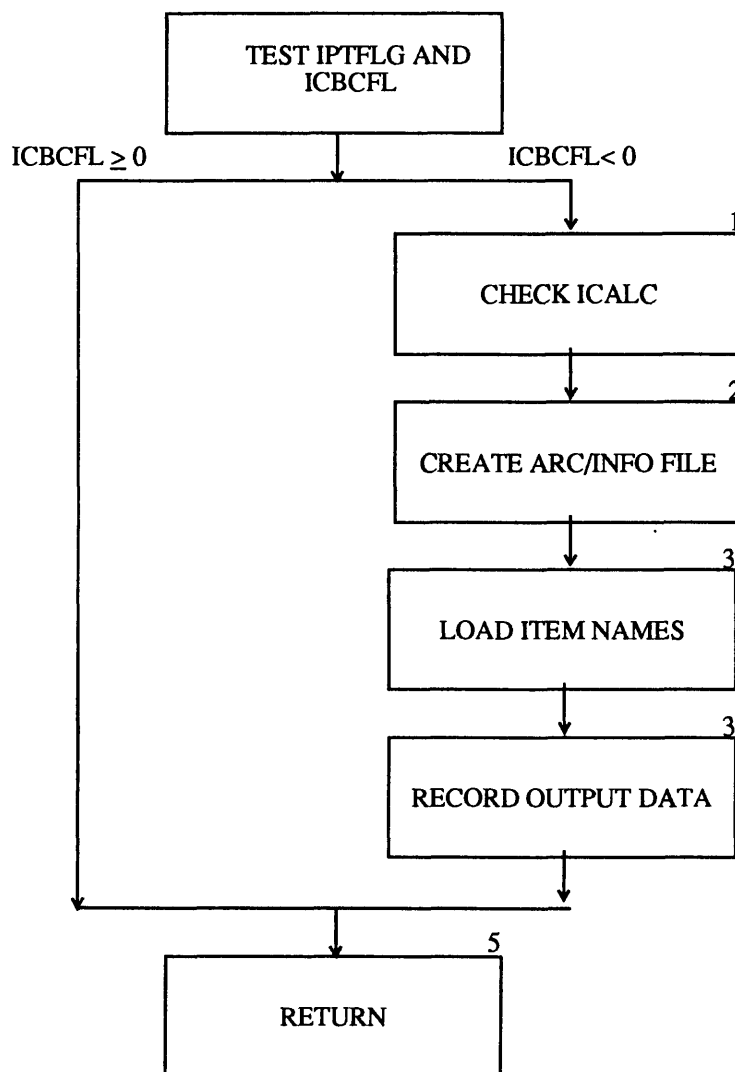 TEST IPTFLG AND
ICBCFL
ICBCFL ≥ 0
ICBCFL< 0
1
CHECK ICALC
2
CREATE ARC/INFO FILE
3
LOAD ITEM NAMES
3
RECORD OUTPUT DATA
5
RETURN